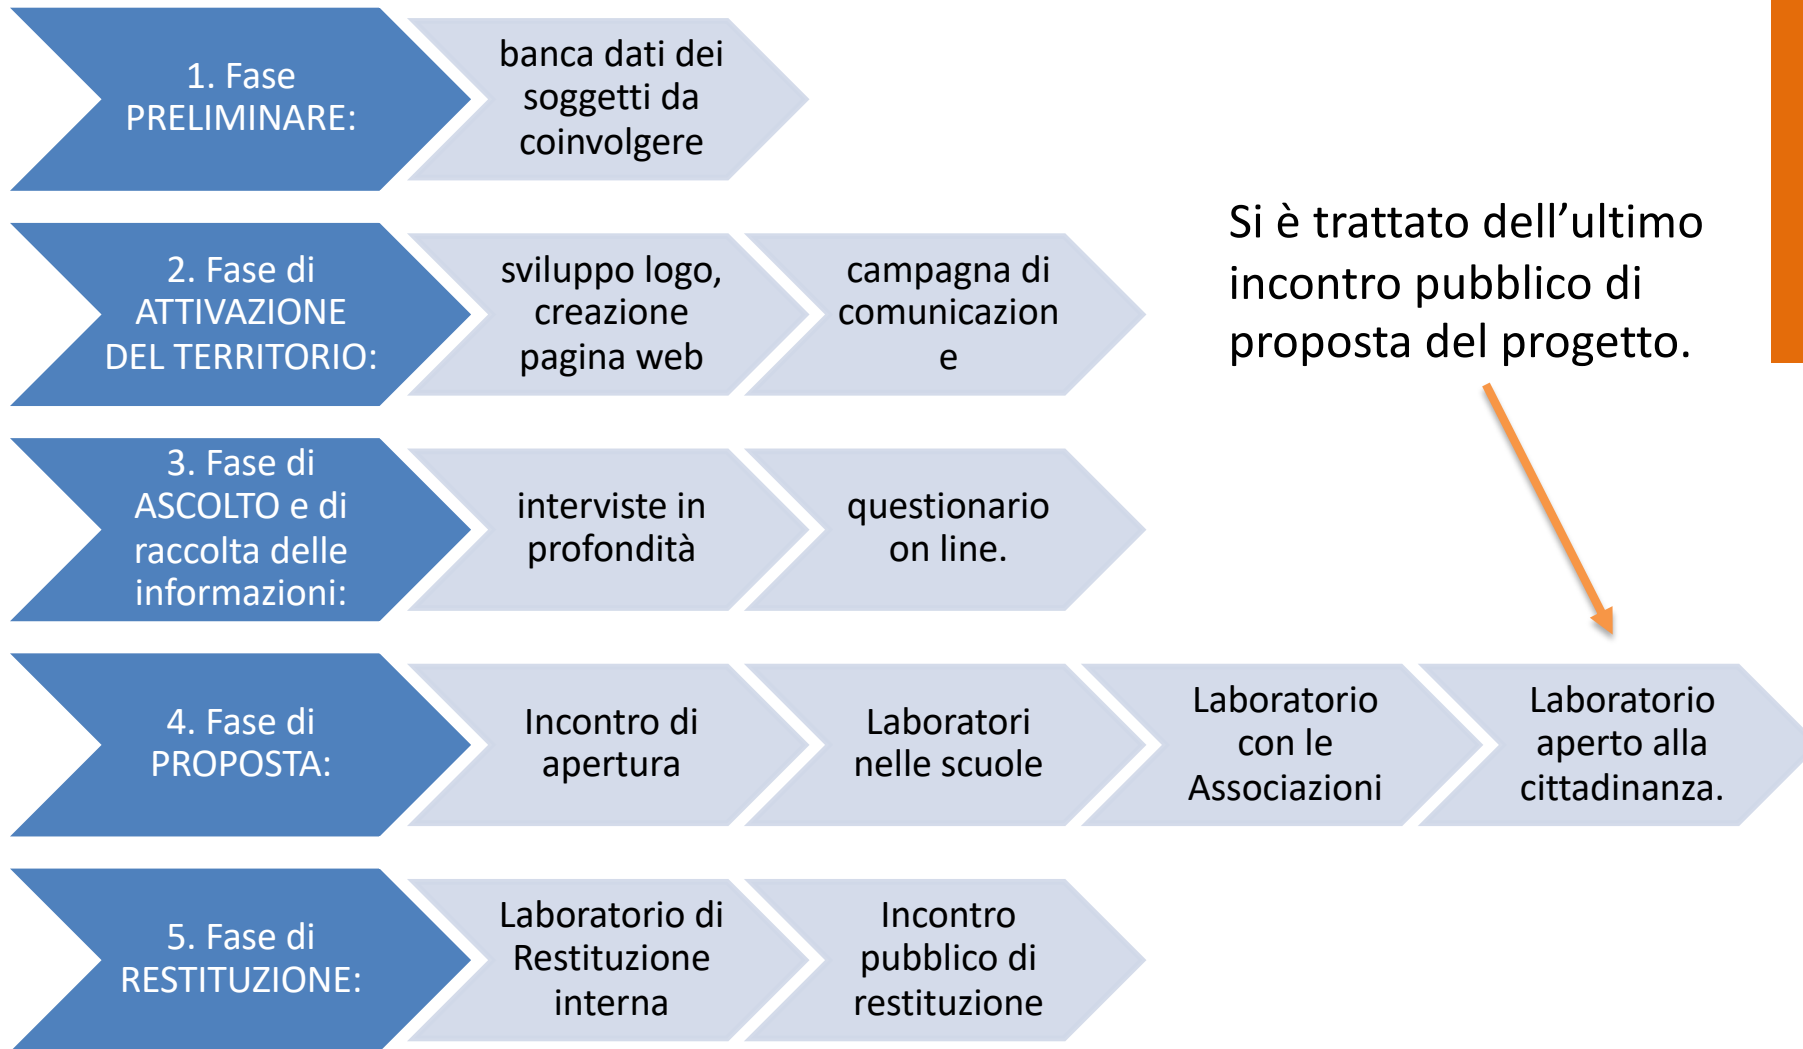 1. Fase
PRELIMINARE:
banca dati dei
soggetti da
coinvolgere
2. Fase di
ATTIVAZIONE
DEL TERRITORIO:
sviluppo logo,
creazione
pagina web
campagna di
comunicazion
e
Si è trattato dell’ultimo
incontro pubblico di
proposta del progetto.
3. Fase di
ASCOLTO e di
raccolta delle
informazioni:
interviste in
profondità
questionario
on line.
4. Fase di
PROPOSTA:
Incontro di
apertura
Laboratori
nelle scuole
Laboratorio
con le
Associazioni
Laboratorio
aperto alla
cittadinanza.
5. Fase di
RESTITUZIONE:
Laboratorio di
Restituzione
interna
Incontro
pubblico di
restituzione